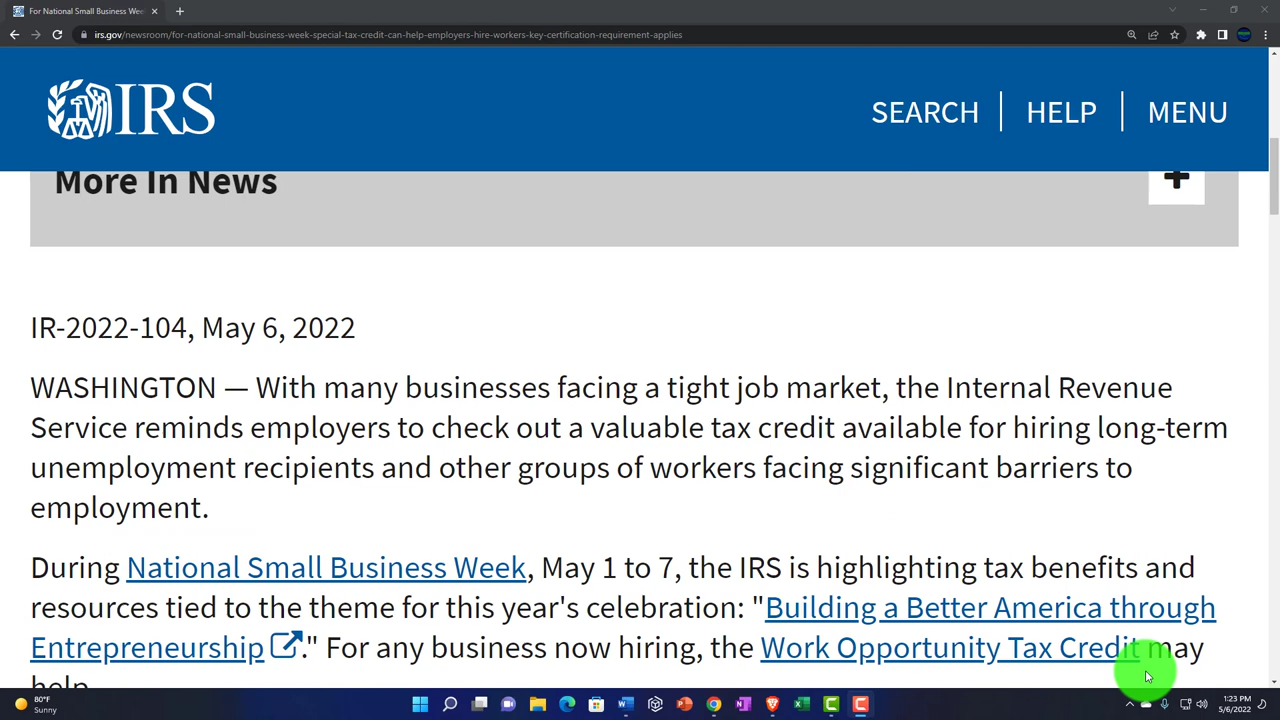 For National Small Business Wee
irs.gov/newsroom/for-national-small-business-week-special-tax-credit-can-help-employers-hire-workers-key-certification-requirement-applies
IRS
SEARCH HELP MENU
More In News
IR-2022-104, May 6, 2022
WASHINGTON — With many businesses facing a tight job market, the Internal Revenue
Service reminds employers to check out a valuable tax credit available for hiring long-term
unemployment recipients and other groups of workers facing significant barriers to
employment.
During National Small Business Week, May 1 to 7, the IRS is highlighting tax benefits and
resources tied to the theme for this year's celebration: "Building a Better America through
Entrepreneurship." For any business now hiring, the Work Opportunity Tax Credit may
help.
80°F
Sunny
1:23 PM
5/6/2022